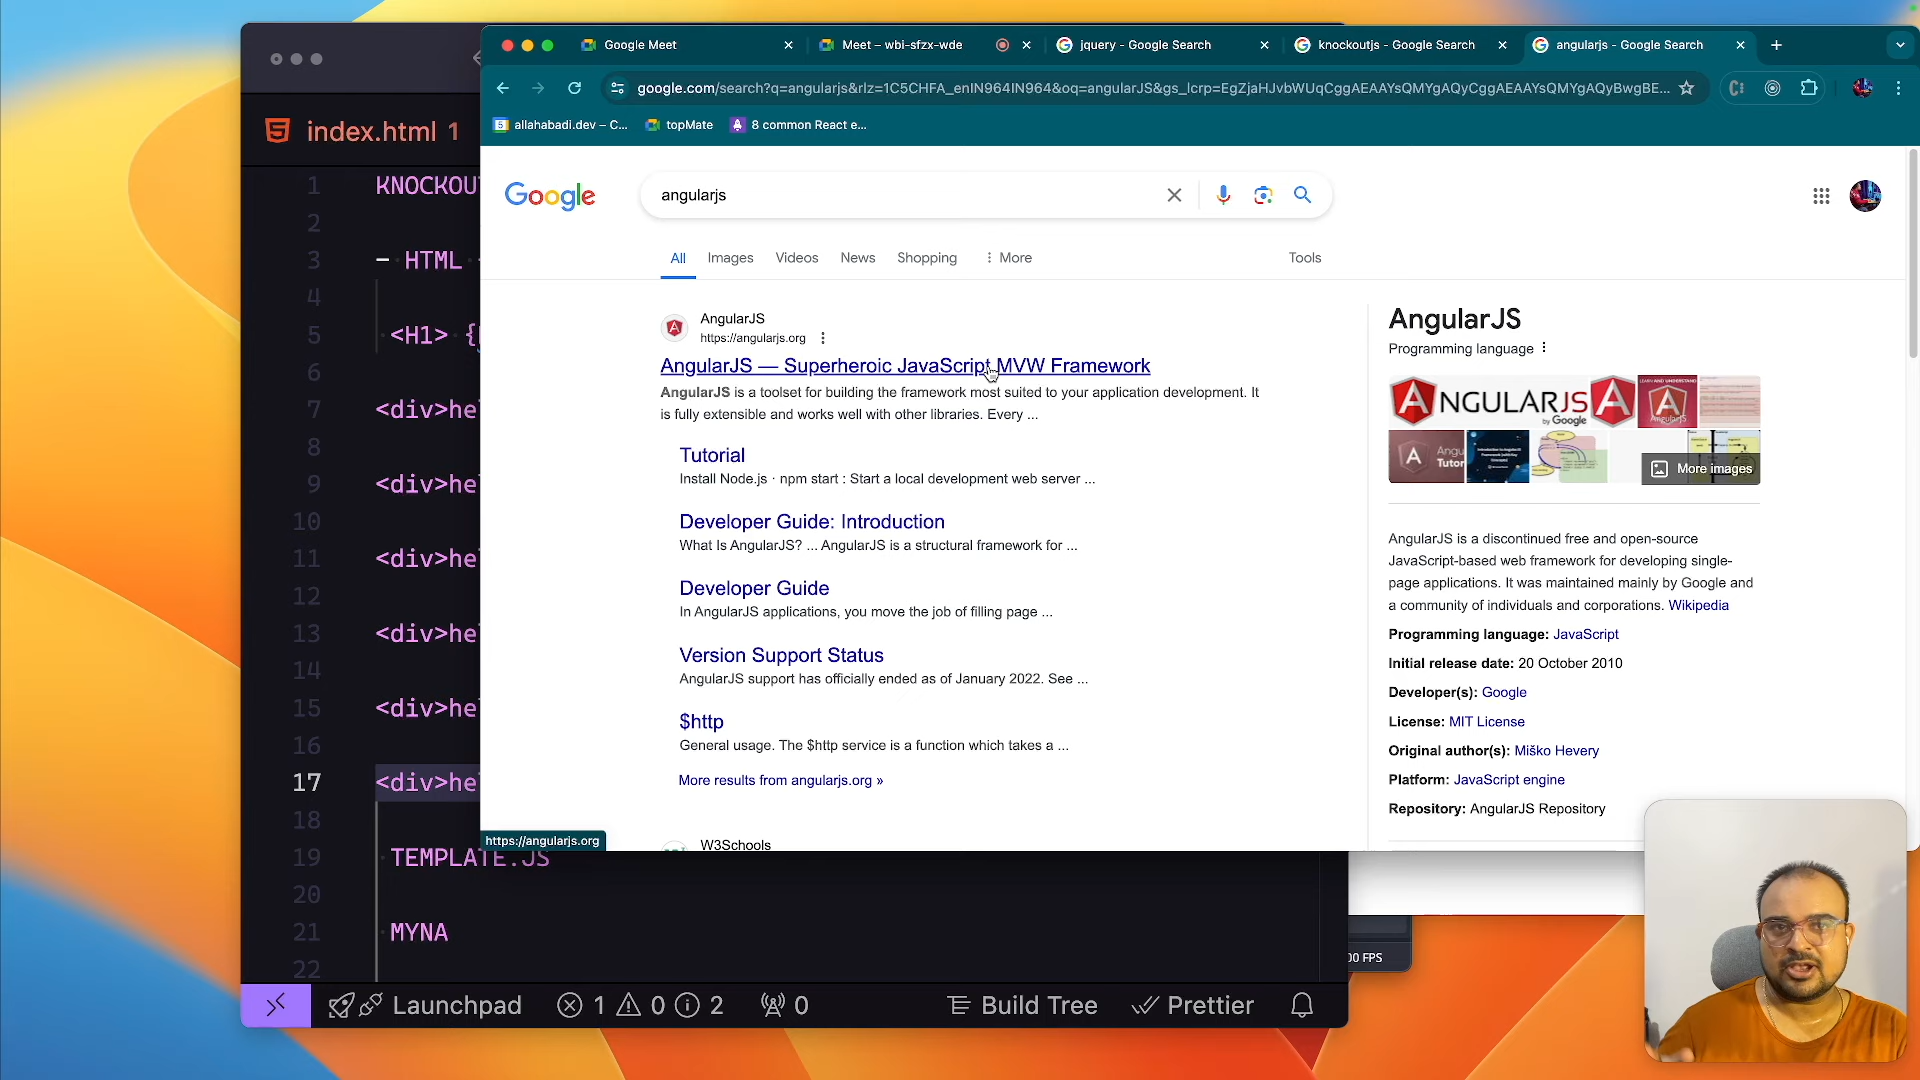 Google Meet
Meet – wbi-sfzx-wde
jquery - Google Search
knockoutjs - Google Search
angularjs - Google Search
google.com/search?q=angularjs&rlz=1C5CHFA_enIN964IN964&oq=angularJS&gs_lcrp=EgZjaHJvbWUqCggAEAAYsQMYgAQyCggAEAAYsQMYgAQyBwgBE...
allahabadi.dev – C...
topMate
8 common React e...
Google
angularjs
All
Images
Videos
News
Shopping
More
Tools
AngularJS
https://angularjs.org
AngularJS — Superheroic JavaScript MVW Framework
AngularJS is a toolset for building the framework most suited to your application development. It
is fully extensible and works well with other libraries. Every ...
Tutorial
Install Node.js · npm start : Start a local development web server ...
Developer Guide: Introduction
What Is AngularJS? ... AngularJS is a structural framework for ...
Developer Guide
In AngularJS applications, you move the job of filling page ...
Version Support Status
AngularJS support has officially ended as of January 2022. See ...
$http
General usage. The $http service is a function which takes a ...
More results from angularjs.org »
W3Schools
https://angularjs.org
AngularJS
Programming language
ANGULARJS
by Google
More images
AngularJS is a discontinued free and open-source
JavaScript-based web framework for developing single-
page applications. It was maintained mainly by Google and
a community of individuals and corporations. Wikipedia
Programming language: JavaScript
Initial release date: 20 October 2010
Developer(s): Google
License: MIT License
Original author(s): Miško Hevery
Platform: JavaScript engine
Repository: AngularJS Repository
index.html 1
1 KNOCKOU
2
3 - HTML
4
5 <H1> {
6
7 <div>he
8
9 <div>he
10
11 <div>he
12
13 <div>he
14
15 <div>he
16
17 <div>he
18
19 TEMPLATE.JS
20
21 MYNA
22
00 FPS
Launchpad
1
0
2
0
Build Tree
Prettier